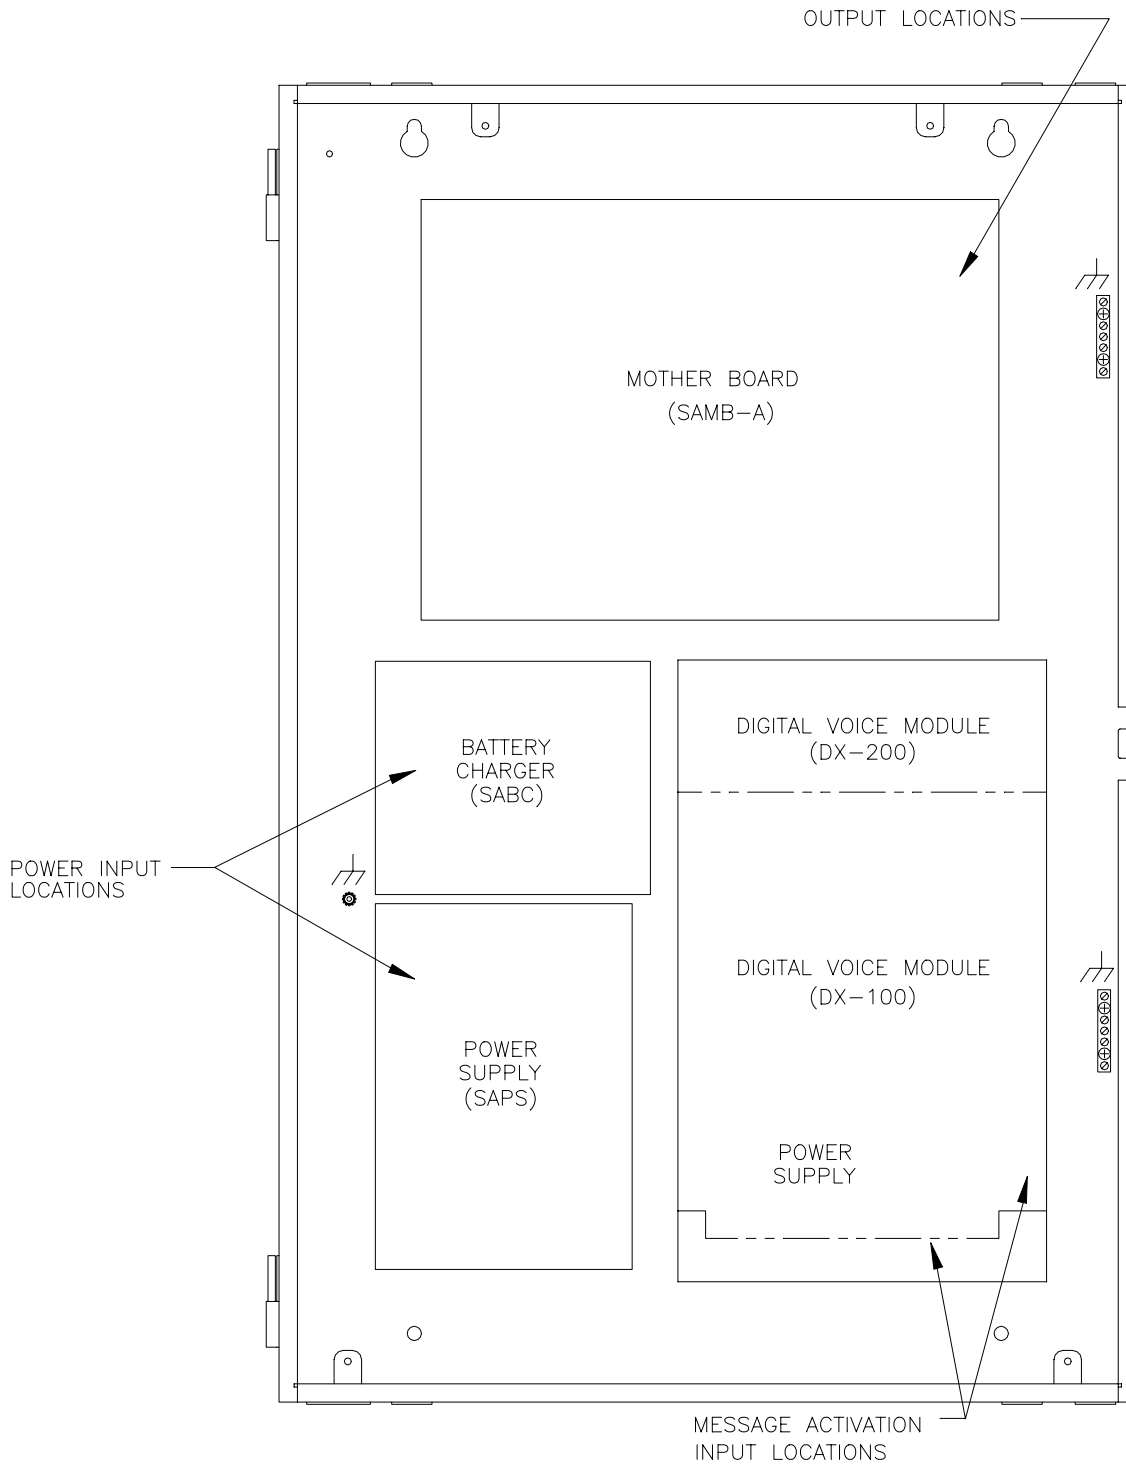 OUTPUT LOCATIONS
MOTHER BOARD
(SAMB-A)
DIGITAL VOICE MODULE
(DX-200)
BATTERY
CHARGER
(SABC)
POWER INPUT
LOCATIONS
DIGITAL VOICE MODULE
(DX-100)
POWER
SUPPLY
(SAPS)
POWER
SUPPLY
MESSAGE ACTIVATION
INPUT LOCATIONS